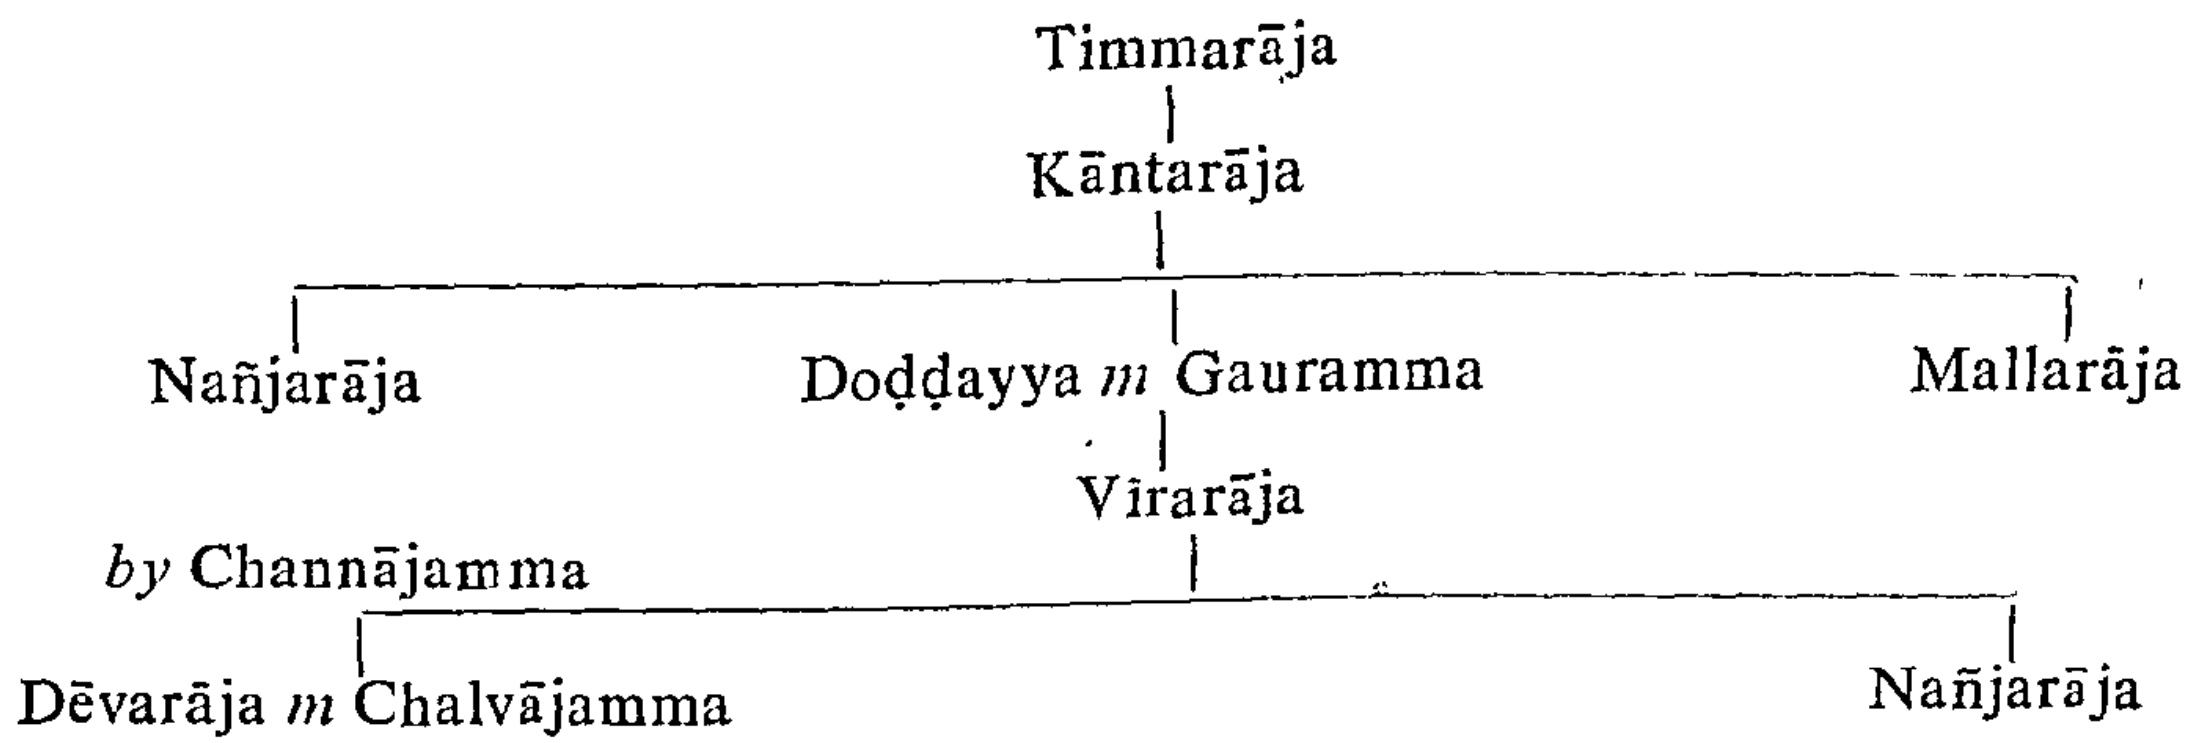 Timmarāja
Kāntarāja
Nañjarāja Doḍḍayya m Gauramma Mallarāja
Vīrarāja
by Channājamma
Dēvarāja m Chalvājamma Nañjarāja